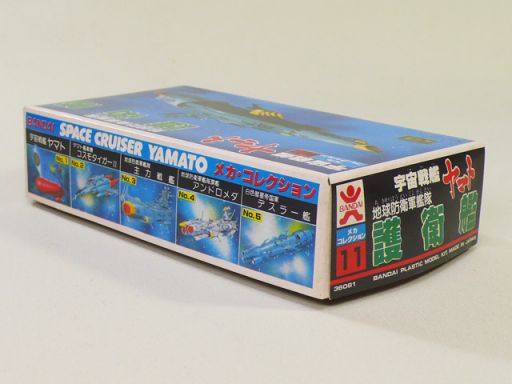 BANDAI SPACE CRUISER YAMATO メカ・コレクション
宇宙戦艦 ヤマト
No.1
コスモタイガーII
No.2
主力戦艦
No.3
アンドロメダ
No.4
デスラー艦
No.5
BANDAI
メカ
コレクション
11
宇宙戦艦 ヤマト
地球防衛軍艦隊
護衛艦
36091
BANDAI PLASTIC MODEL KIT MADE IN JAPAN